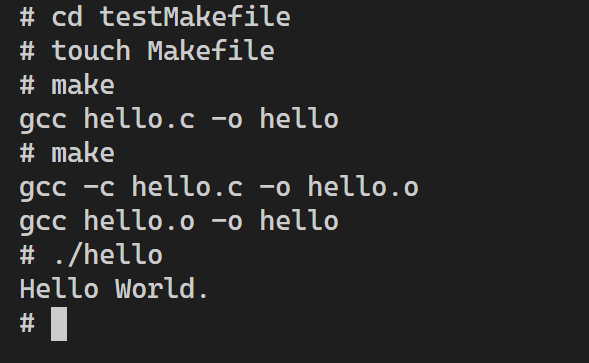 # cd testMakefile
# touch Makefile
# make
gcc hello.c -o hello
# make
gcc -c hello.c -o hello.o
gcc hello.o -o hello
# ./hello
Hello World.
#